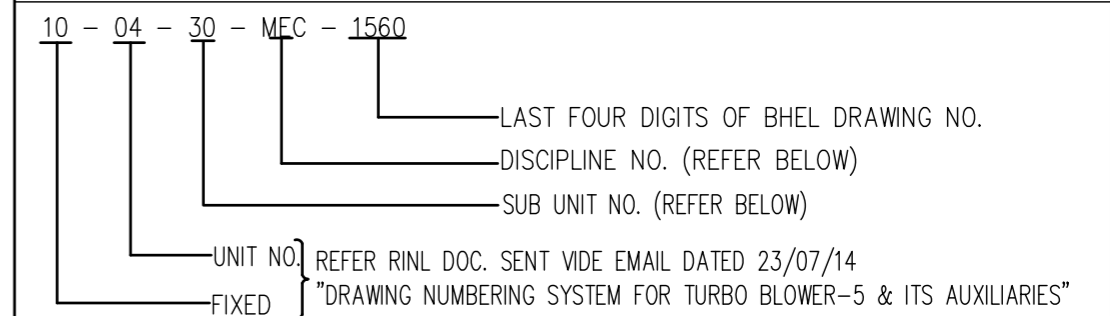 10 - 04 - 30 - MEC - 1560
LAST FOUR DIGITS OF BHEL DRAWING NO.
DISCIPLINE NO. (REFER BELOW)
SUB UNIT NO. (REFER BELOW)
UNIT NO. REFER RINL DOC. SENT VIDE EMAIL DATED 23/07/14
FIXED "DRAWING NUMBERING SYSTEM FOR TURBO BLOWER-5 & ITS AUXILIARIES"